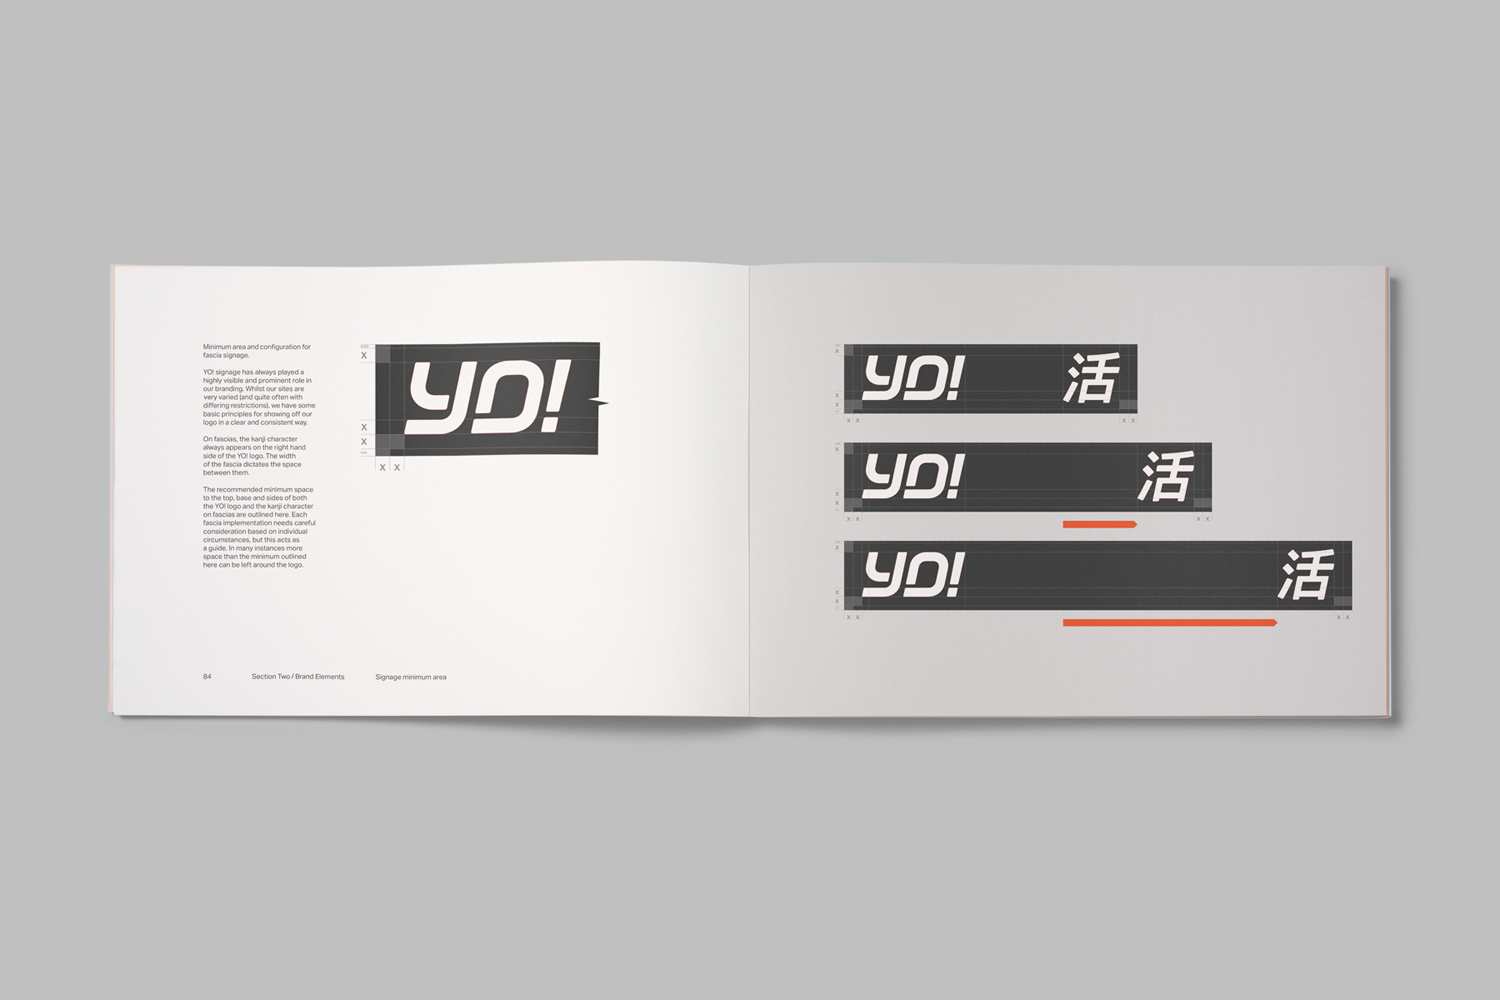 Minimum area and configuration for
fascia signage.
YO! signage has always played a
highly visible and prominent role in
our branding. Whilst our sites are
very varied (and quite often with
differing restrictions), we have some
basic principles for showing off our
logo in a clear and consistent way.
On fascias, the kanji character
always appears on the right hand
side of the YO! logo. The width
of the fascia dictates the space
between them.
The recommended minimum space
to the top, base and sides of both
the YO! logo and the kanji character
on fascias are outlined here. Each
fascia implementation needs careful
consideration based on individual
circumstances, but this acts as
a guide. In many instances more
space than the minimum outlined
here can be left around the logo.
X
YO!
X
X
X X
84 Section Two / Brand Elements Signage minimum area
X
YO! 活
X
X
X X X X
X
YO! 活
X
X
X X X X
X
YO! 活
X
X
X X X X